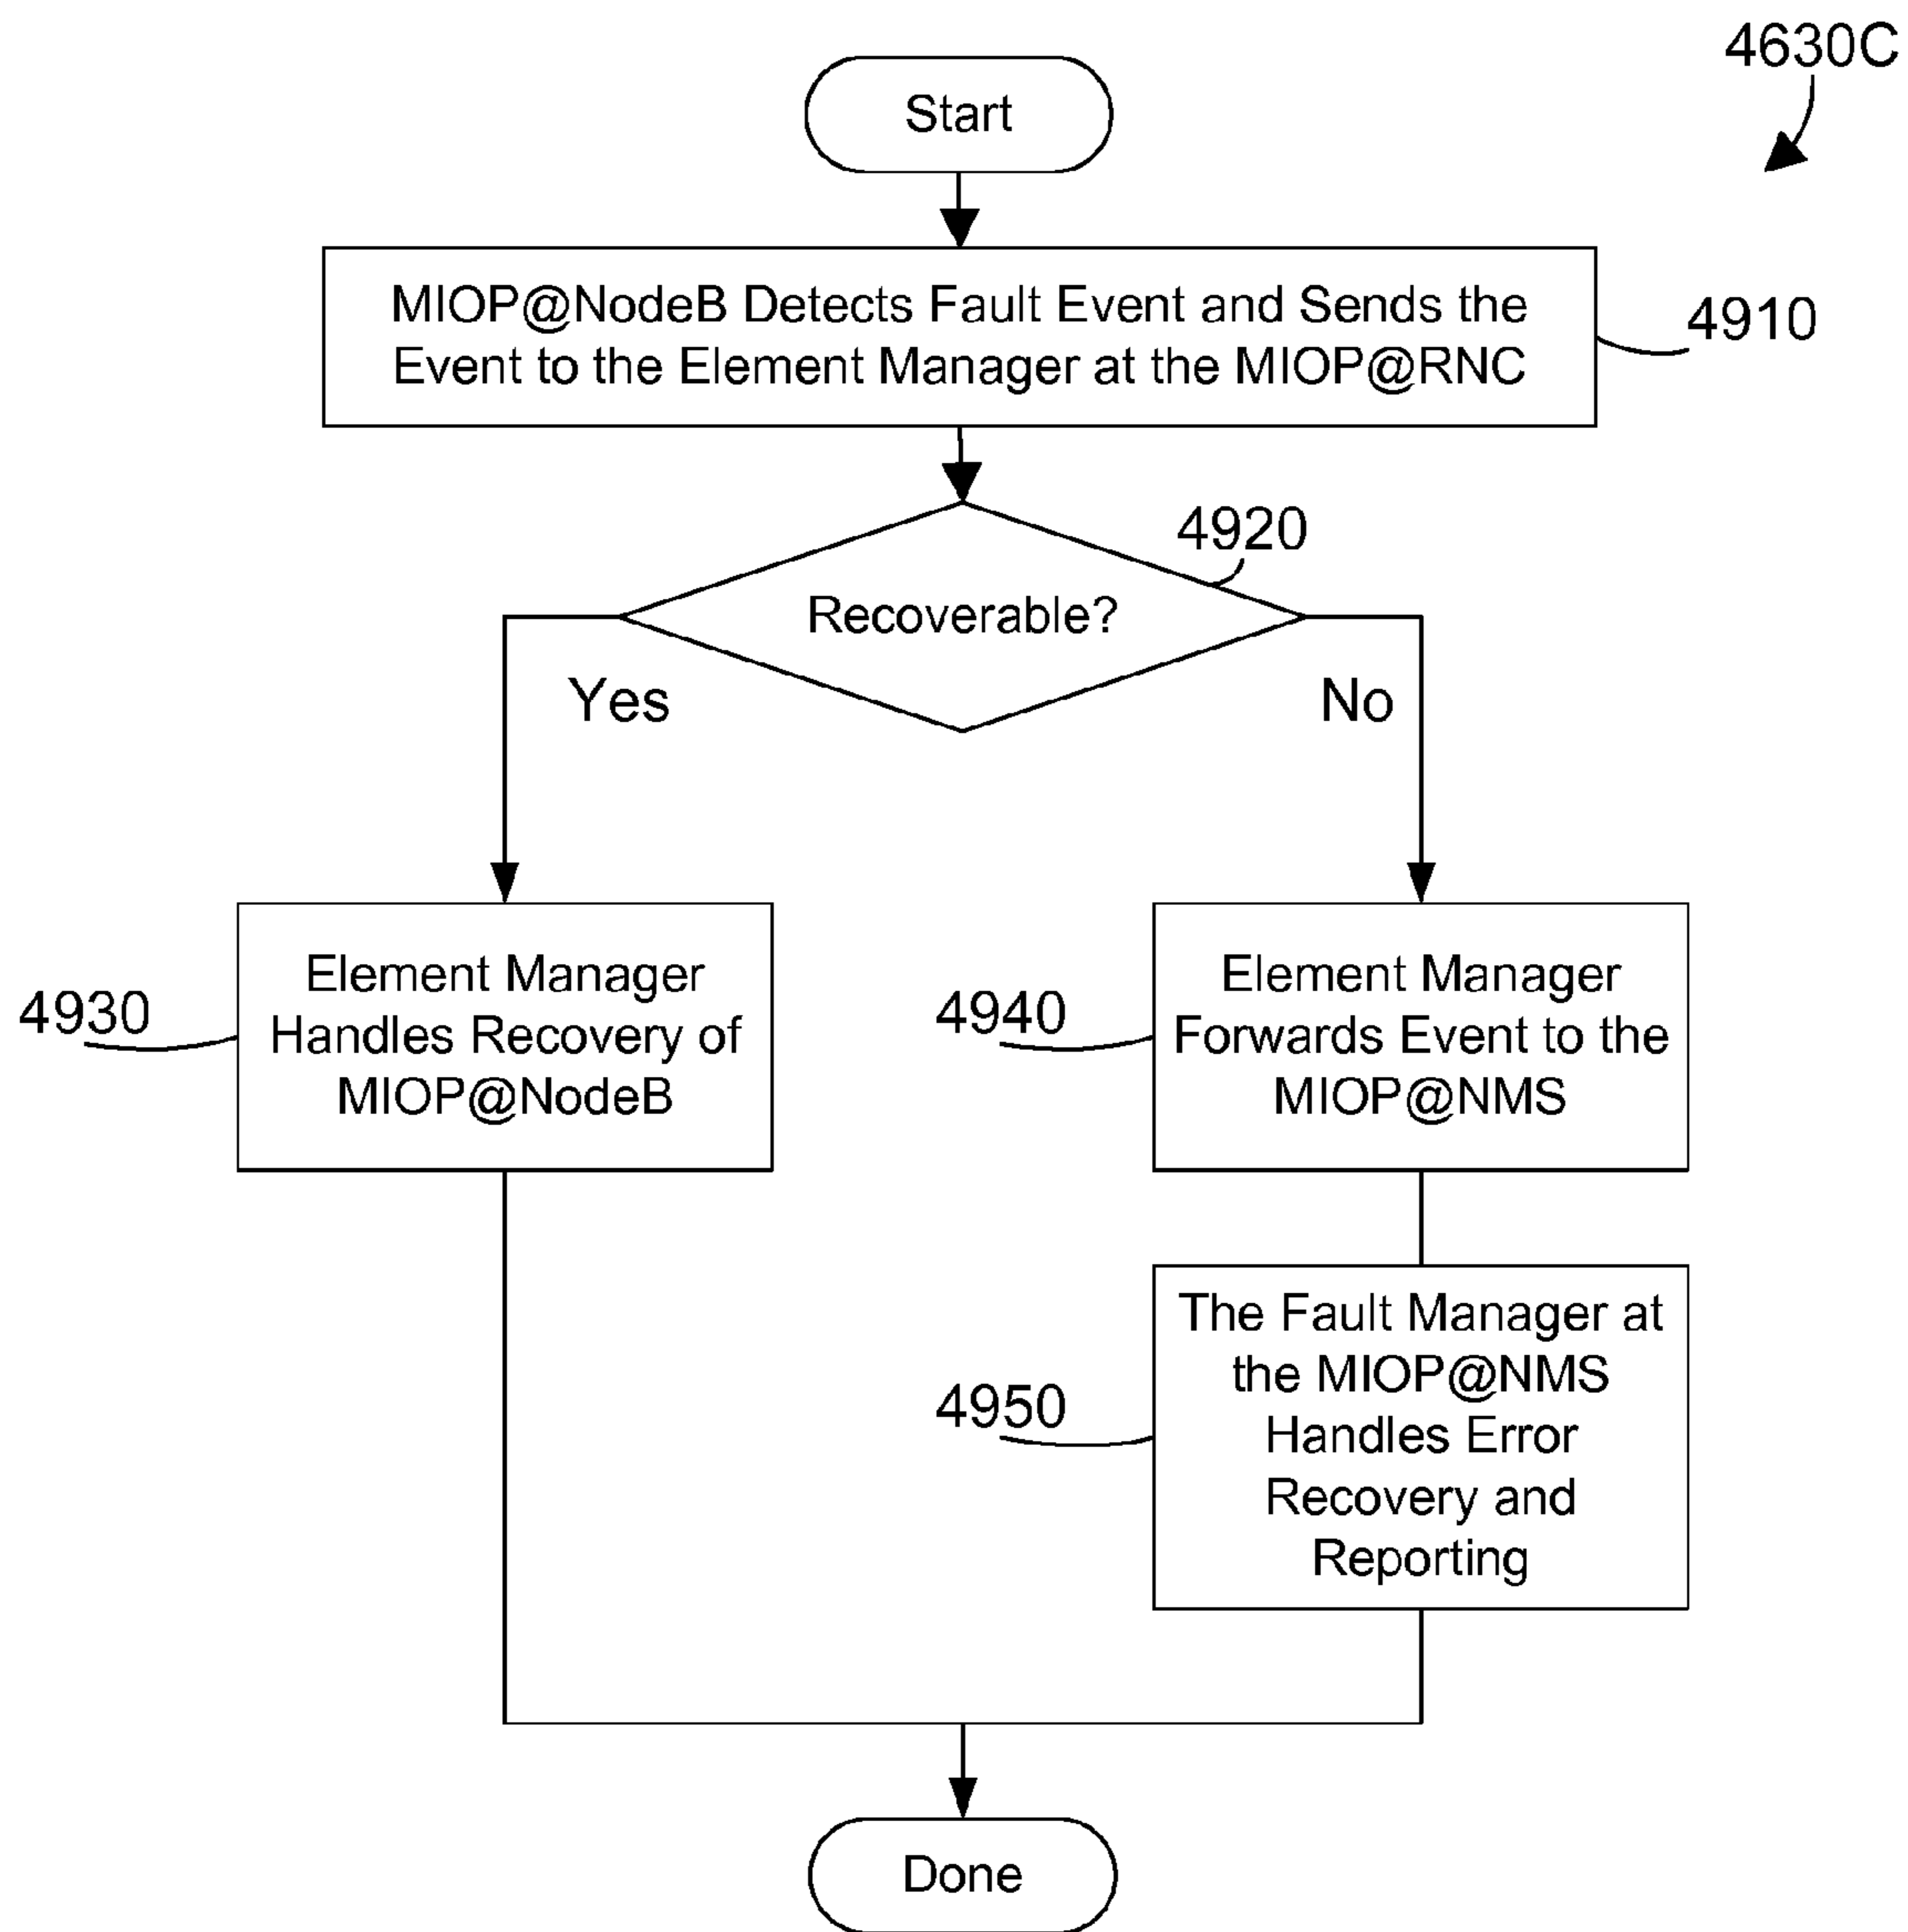 4630C
Start
MIOP@NodeB Detects Fault Event and Sends the
Event to the Element Manager at the MIOP@RNC
4910
4920
Recoverable?
Yes
No
4930
Element Manager
Handles Recovery of
MIOP@NodeB
4940
Element Manager
Forwards Event to the
MIOP@NMS
4950
The Fault Manager at
the MIOP@NMS
Handles Error
Recovery and
Reporting
Done